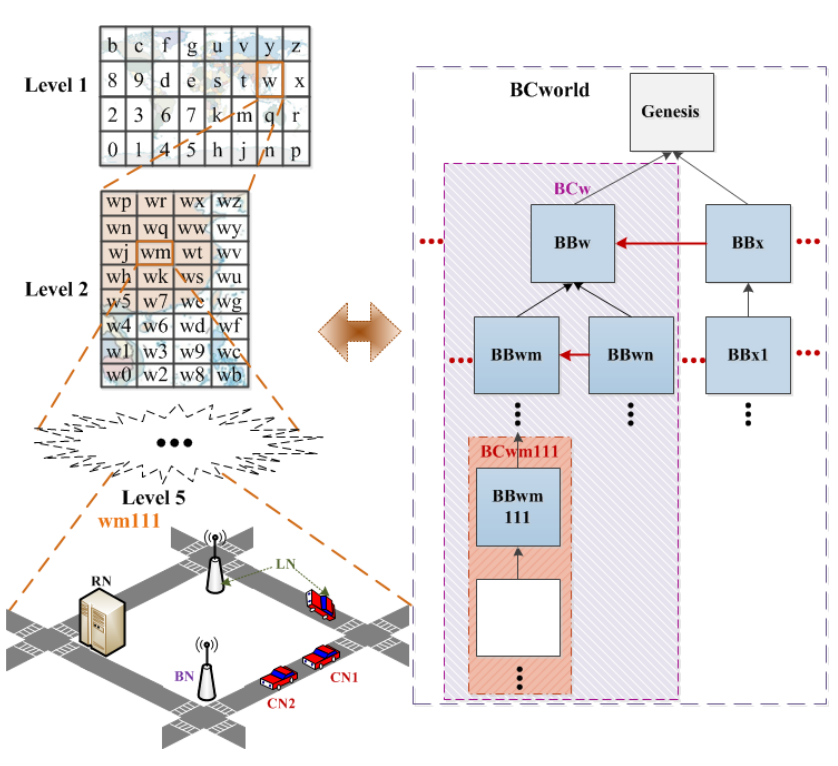 Level 1
b c f g u v y z
8 9 d e s t w x
2 3 6 7 k m q r
0 1 4 5 h j n p
Level 2
wp wr wx wz
wn wq ww wy
wj wm wt wv
wh wk ws wu
w5 w7 we wg
w4 w6 wd wf
w1 w3 w9 wc
w0 w2 w8 wb
•••
Level 5
wm111
RN
LN
BN
CN1
CN2
BCworld
Genesis
BCw
BBw
BBx
BBwm
BBwn
BBx1
BCwm111
BBwm
111